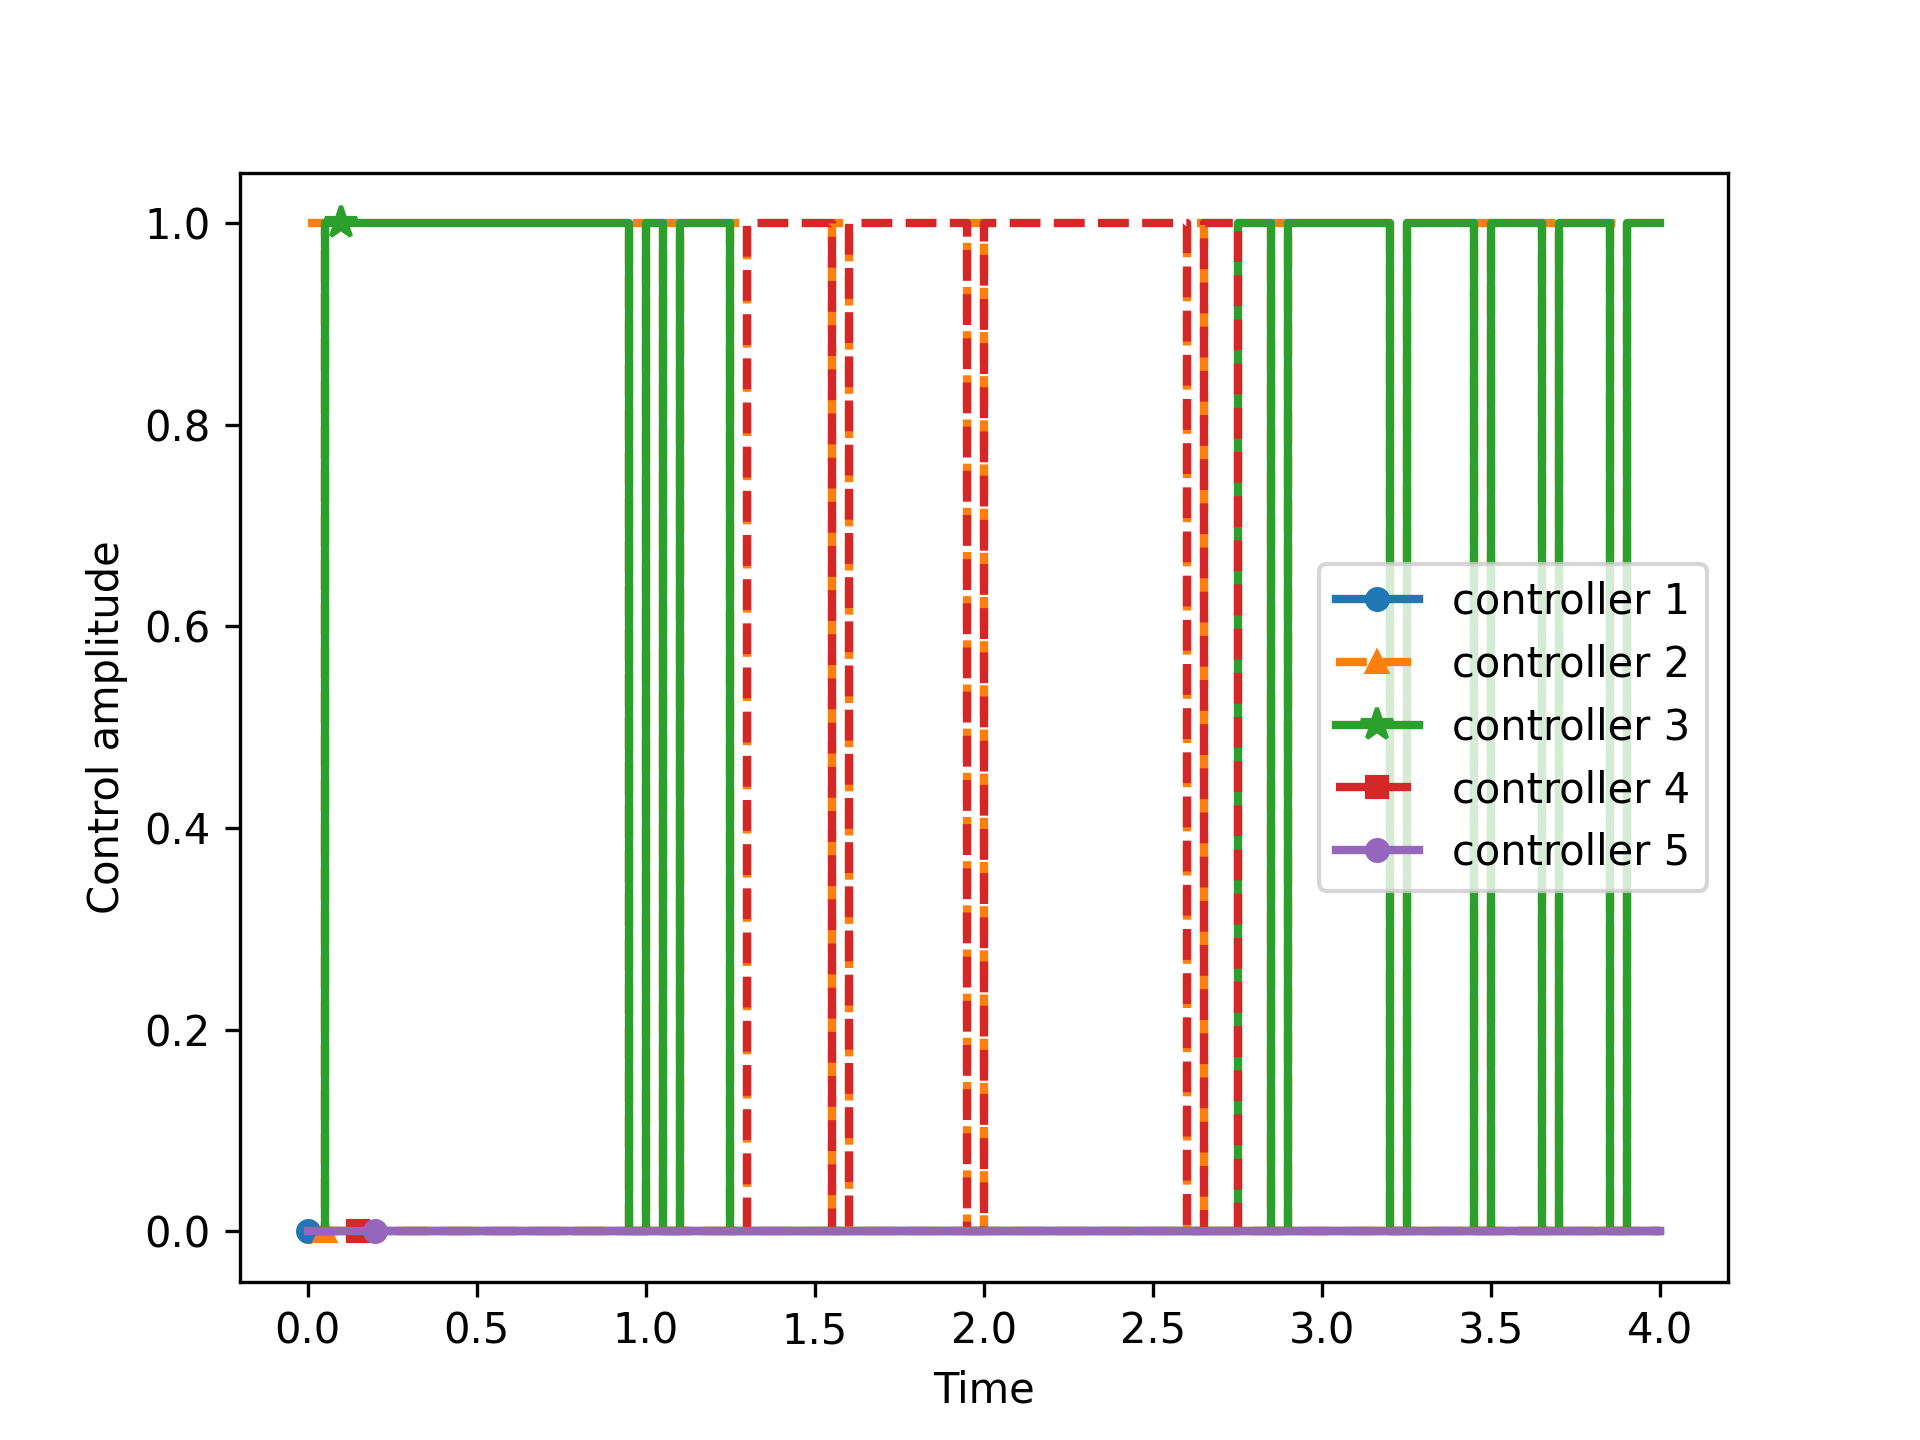 1.0
0.8
0.6
0.4
0.2
0.0
Control amplitude
controller 1
controller 2
controller 3
controller 4
controller 5
0.0 0.5 1.0 1.5 2.0 2.5 3.0 3.5 4.0
Time